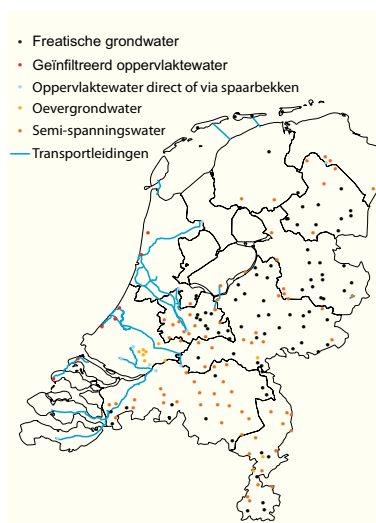 Freatische grondwater
Geïnfiltreerd oppervlaktewater
Oppervlaktewater direct of via spaarbekken
Oevergrondwater
Semi-spanningswater
Transportleidingen